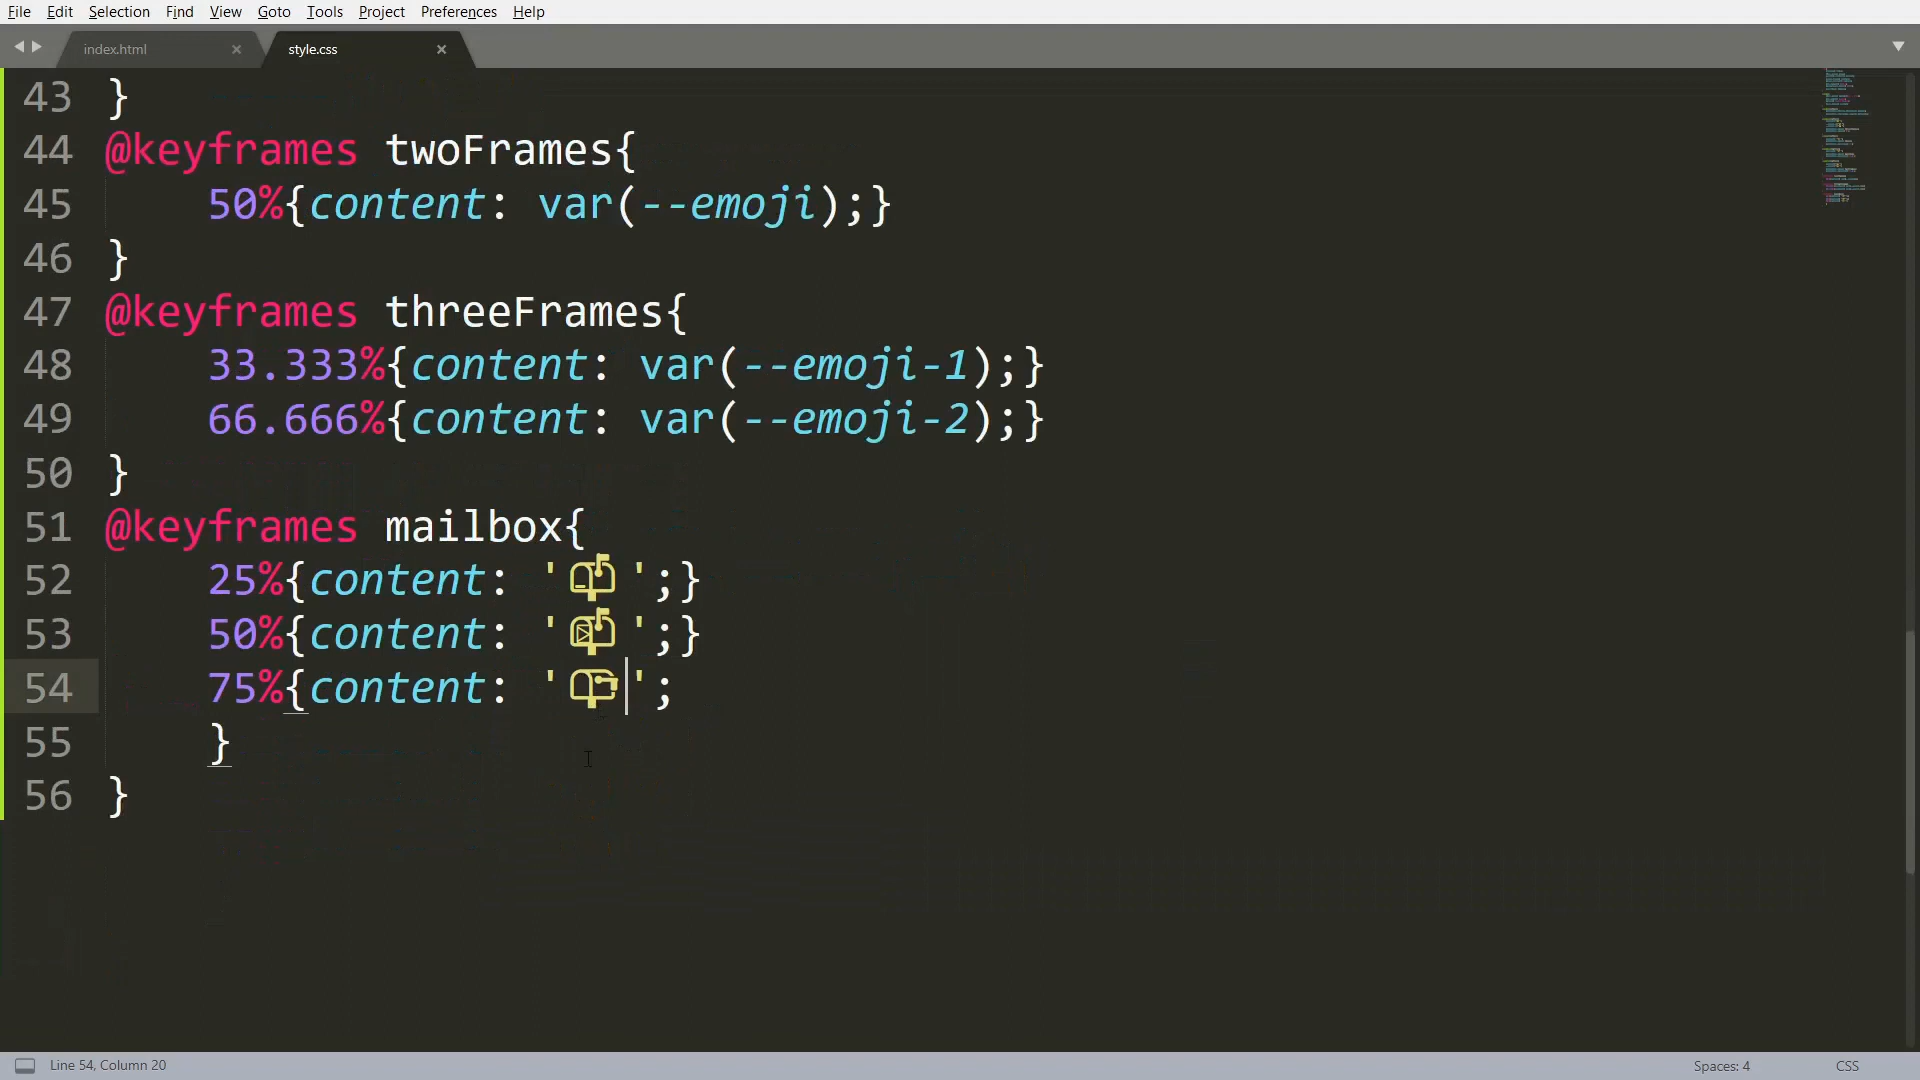 File Edit Selection Find View Goto Tools Project Preferences Help
index.html × style.css ×
43 }
44 @keyframes twoFrames{
45 50%{content: var(--emoji);}
46 }
47 @keyframes threeFrames{
48 33.333%{content: var(--emoji-1);}
49 66.666%{content: var(--emoji-2);}
50 }
51 @keyframes mailbox{
52 25%{content: '📫';}
53 50%{content: '📬';}
54 75%{content: '📭';
55 }
56 }
Line 54, Column 20 Spaces: 4 CSS